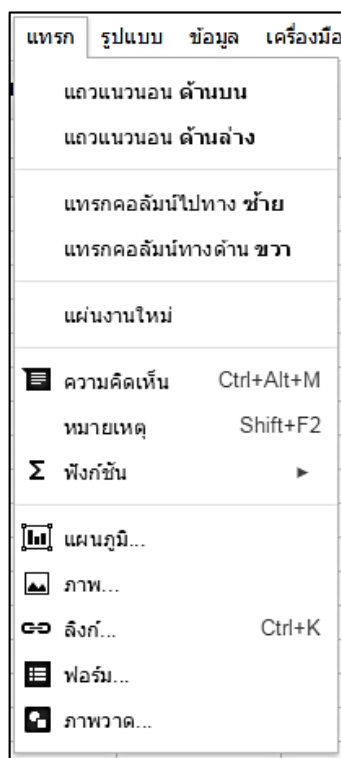 แทรก รูปแบบ ข้อมูล เครื่องมือ
แถวแนวนอน ด้านบน
แถวแนวนอน ด้านล่าง
แทรกคอลัมน์ไปทาง ซ้าย
แทรกคอลัมน์ทางด้าน ขวา
แผ่นงานใหม่
ความคิดเห็น Ctrl+Alt+M
หมายเหตุ Shift+F2
Σ ฟังก์ชัน ►
แผนภูมิ...
ภาพ...
ลิงก์... Ctrl+K
ฟอร์ม...
ภาพวาด...